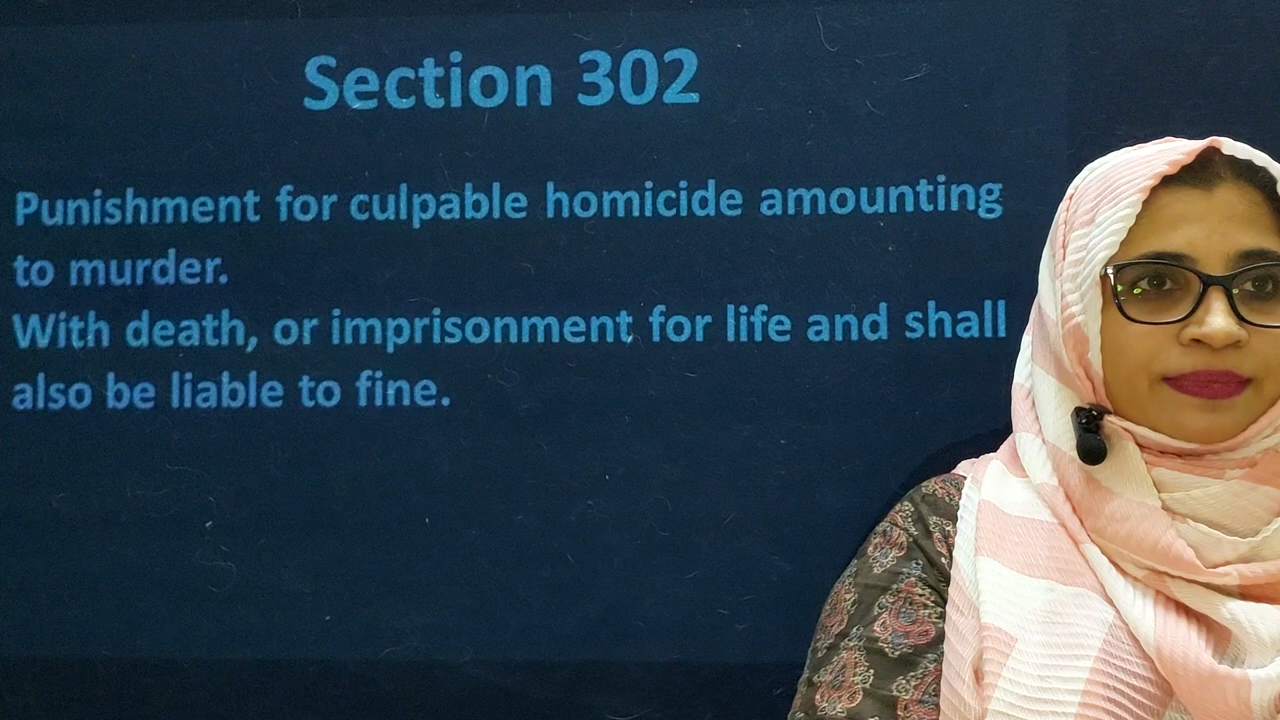 Section 302
Punishment for culpable homicide amounting
to murder.
With death, or imprisonment for life and shall
also be liable to fine.